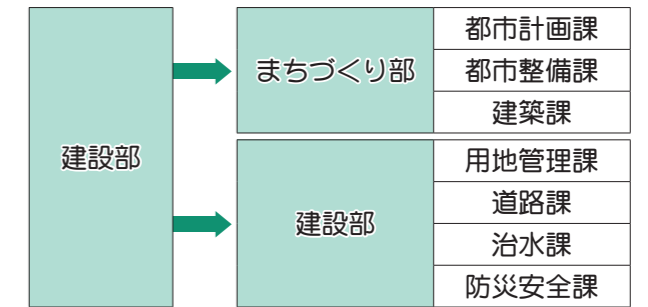 建設部
まちづくり部
都市計画課
都市整備課
建築課
建設部
用地管理課
道路課
治水課
防災安全課